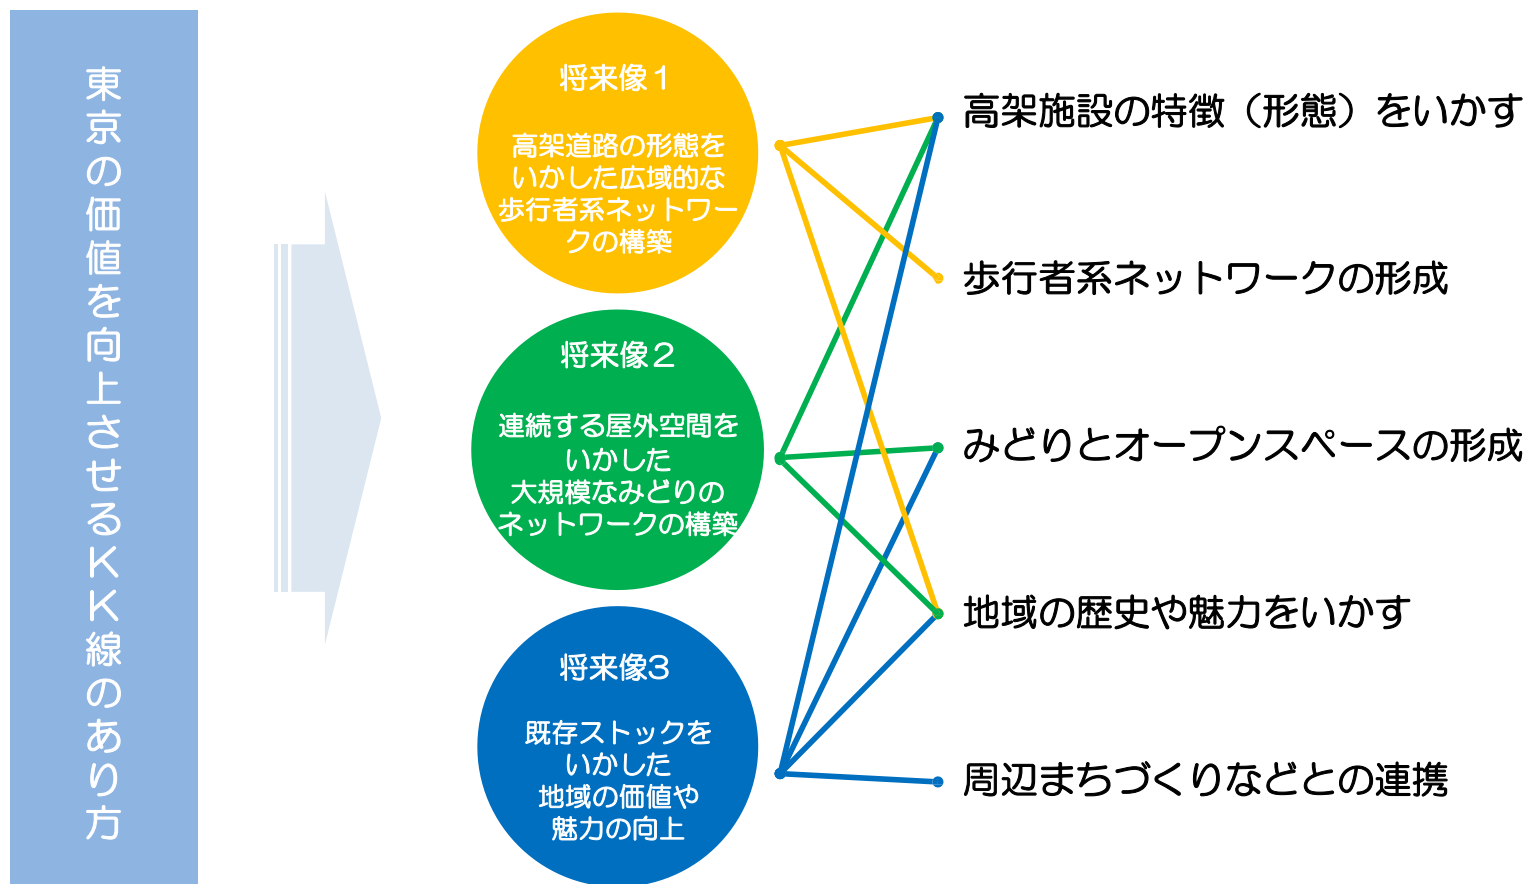 東京の価値を向上させるＫＫ線のあり方
将来像１
高架道路の形態を
いかした広域的な
歩行者系ネットワー
クの構築
将来像２
連続する屋外空間を
いかした
大規模なみどりの
ネットワークの構築
将来像３
既存ストックを
いかした
地域の価値や
魅力の向上
高架施設の特徴（形態）をいかす
歩行者系ネットワークの形成
みどりとオープンスペースの形成
地域の歴史や魅力をいかす
周辺まちづくりなどとの連携